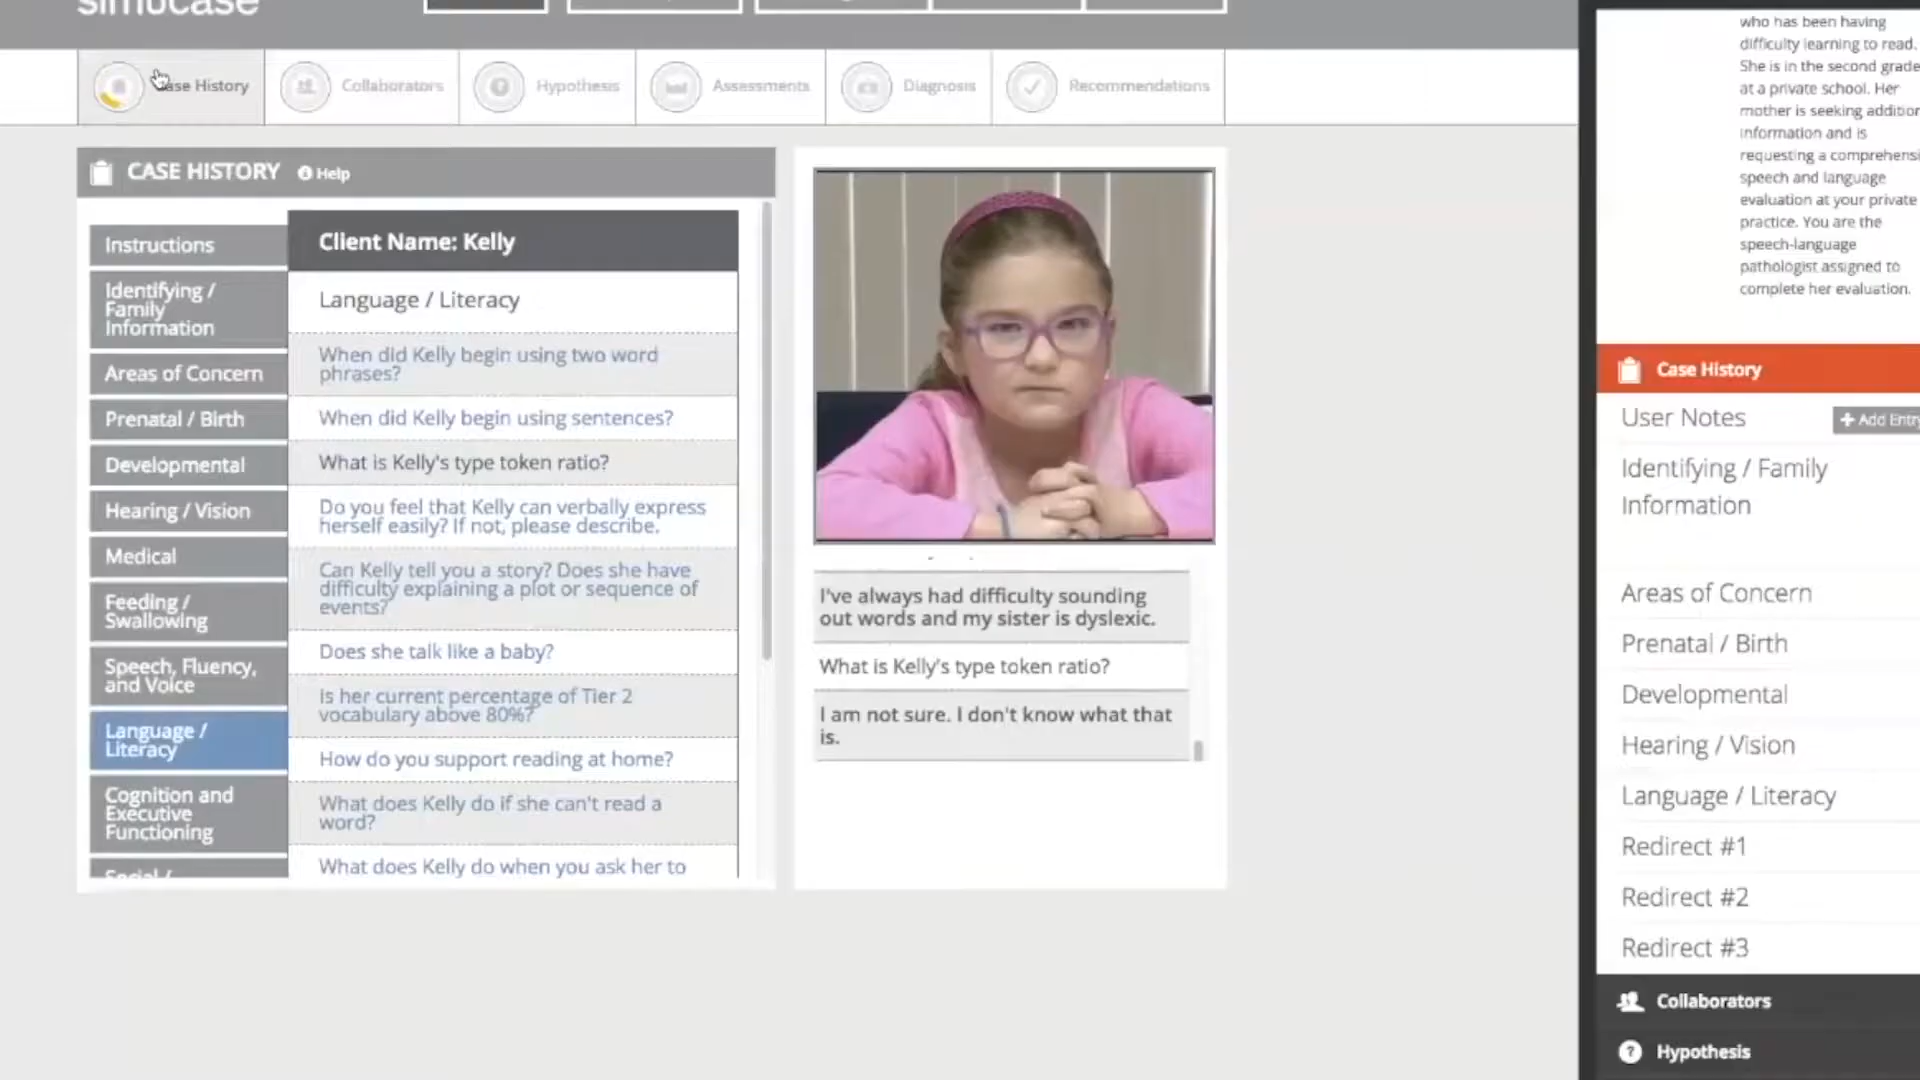 simucase
Case History
Collaborators
Hypothesis
Assessments
Diagnosis
Recommendations
CASE HISTORY
Help
Instructions
Identifying /
Family
Information
Areas of Concern
Prenatal / Birth
Developmental
Hearing / Vision
Medical
Feeding /
Swallowing
Speech, Fluency,
and Voice
Language /
Literacy
Cognition and
Executive
Functioning
Social /
Client Name: Kelly
Language / Literacy
When did Kelly begin using two word
phrases?
When did Kelly begin using sentences?
What is Kelly's type token ratio?
Do you feel that Kelly can verbally express
herself easily? If not, please describe.
Can Kelly tell you a story? Does she have
difficulty explaining a plot or sequence of
events?
Does she talk like a baby?
Is her current percentage of Tier 2
vocabulary above 80%?
How do you support reading at home?
What does Kelly do if she can't read a
word?
What does Kelly do when you ask her to
I've always had difficulty sounding
out words and my sister is dyslexic.
What is Kelly's type token ratio?
I am not sure. I don't know what that
is.
who has been having
difficulty learning to read.
She is in the second grade
at a private school. Her
mother is seeking addition
information and is
requesting a comprehensi
speech and language
evaluation at your private
practice. You are the
speech-language
pathologist assigned to
complete her evaluation.
Case History
User Notes
+ Add Entry
Identifying / Family
Information
Areas of Concern
Prenatal / Birth
Developmental
Hearing / Vision
Language / Literacy
Redirect #1
Redirect #2
Redirect #3
Collaborators
Hypothesis